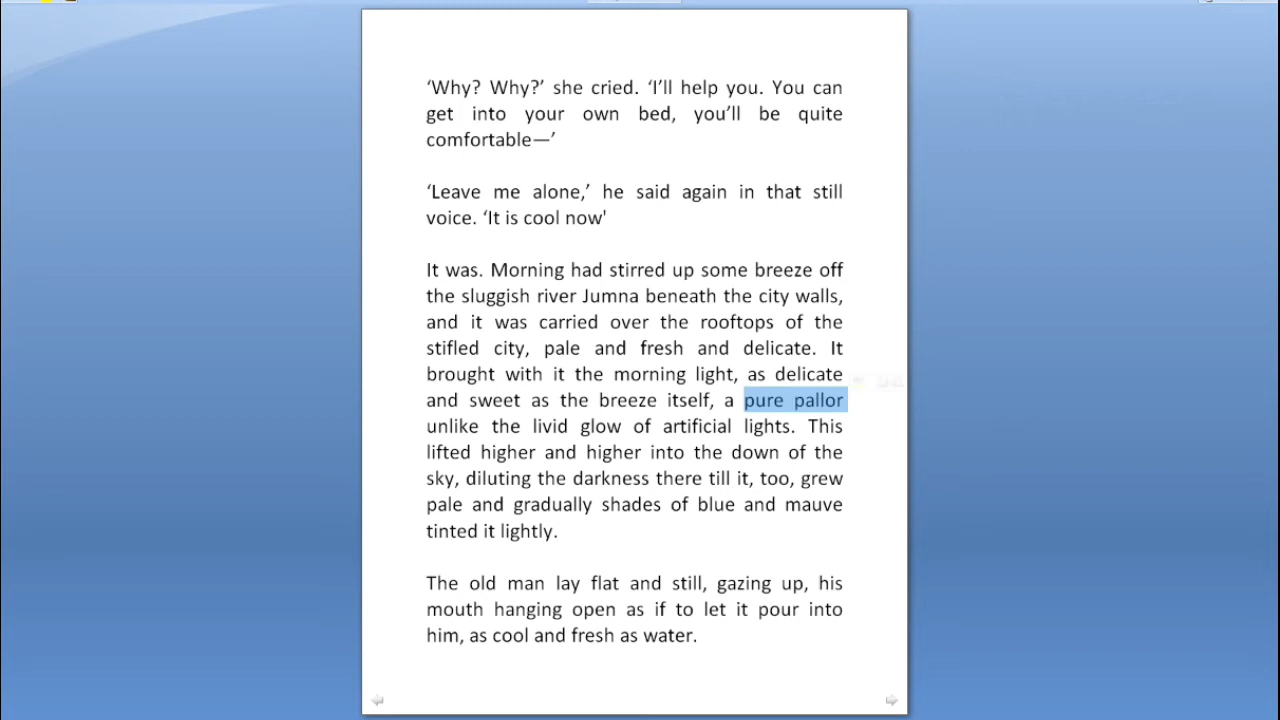 ‘Why? Why?’ she cried. ‘I’ll help you. You can
get into your own bed, you’ll be quite
comfortable—’
‘Leave me alone,’ he said again in that still
voice. ‘It is cool now'
It was. Morning had stirred up some breeze off
the sluggish river Jumna beneath the city walls,
and it was carried over the rooftops of the
stifled city, pale and fresh and delicate. It
brought with it the morning light, as delicate
and sweet as the breeze itself, a pure pallor
unlike the livid glow of artificial lights. This
lifted higher and higher into the down of the
sky, diluting the darkness there till it, too, grew
pale and gradually shades of blue and mauve
tinted it lightly.
The old man lay flat and still, gazing up, his
mouth hanging open as if to let it pour into
him, as cool and fresh as water.